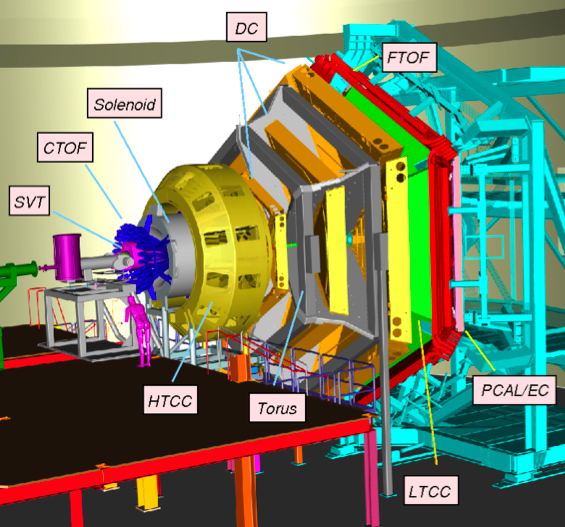 DC
FTOF
Solenoid
CTOF
SVT
HTCC
Torus
PCAL/EC
LTCC